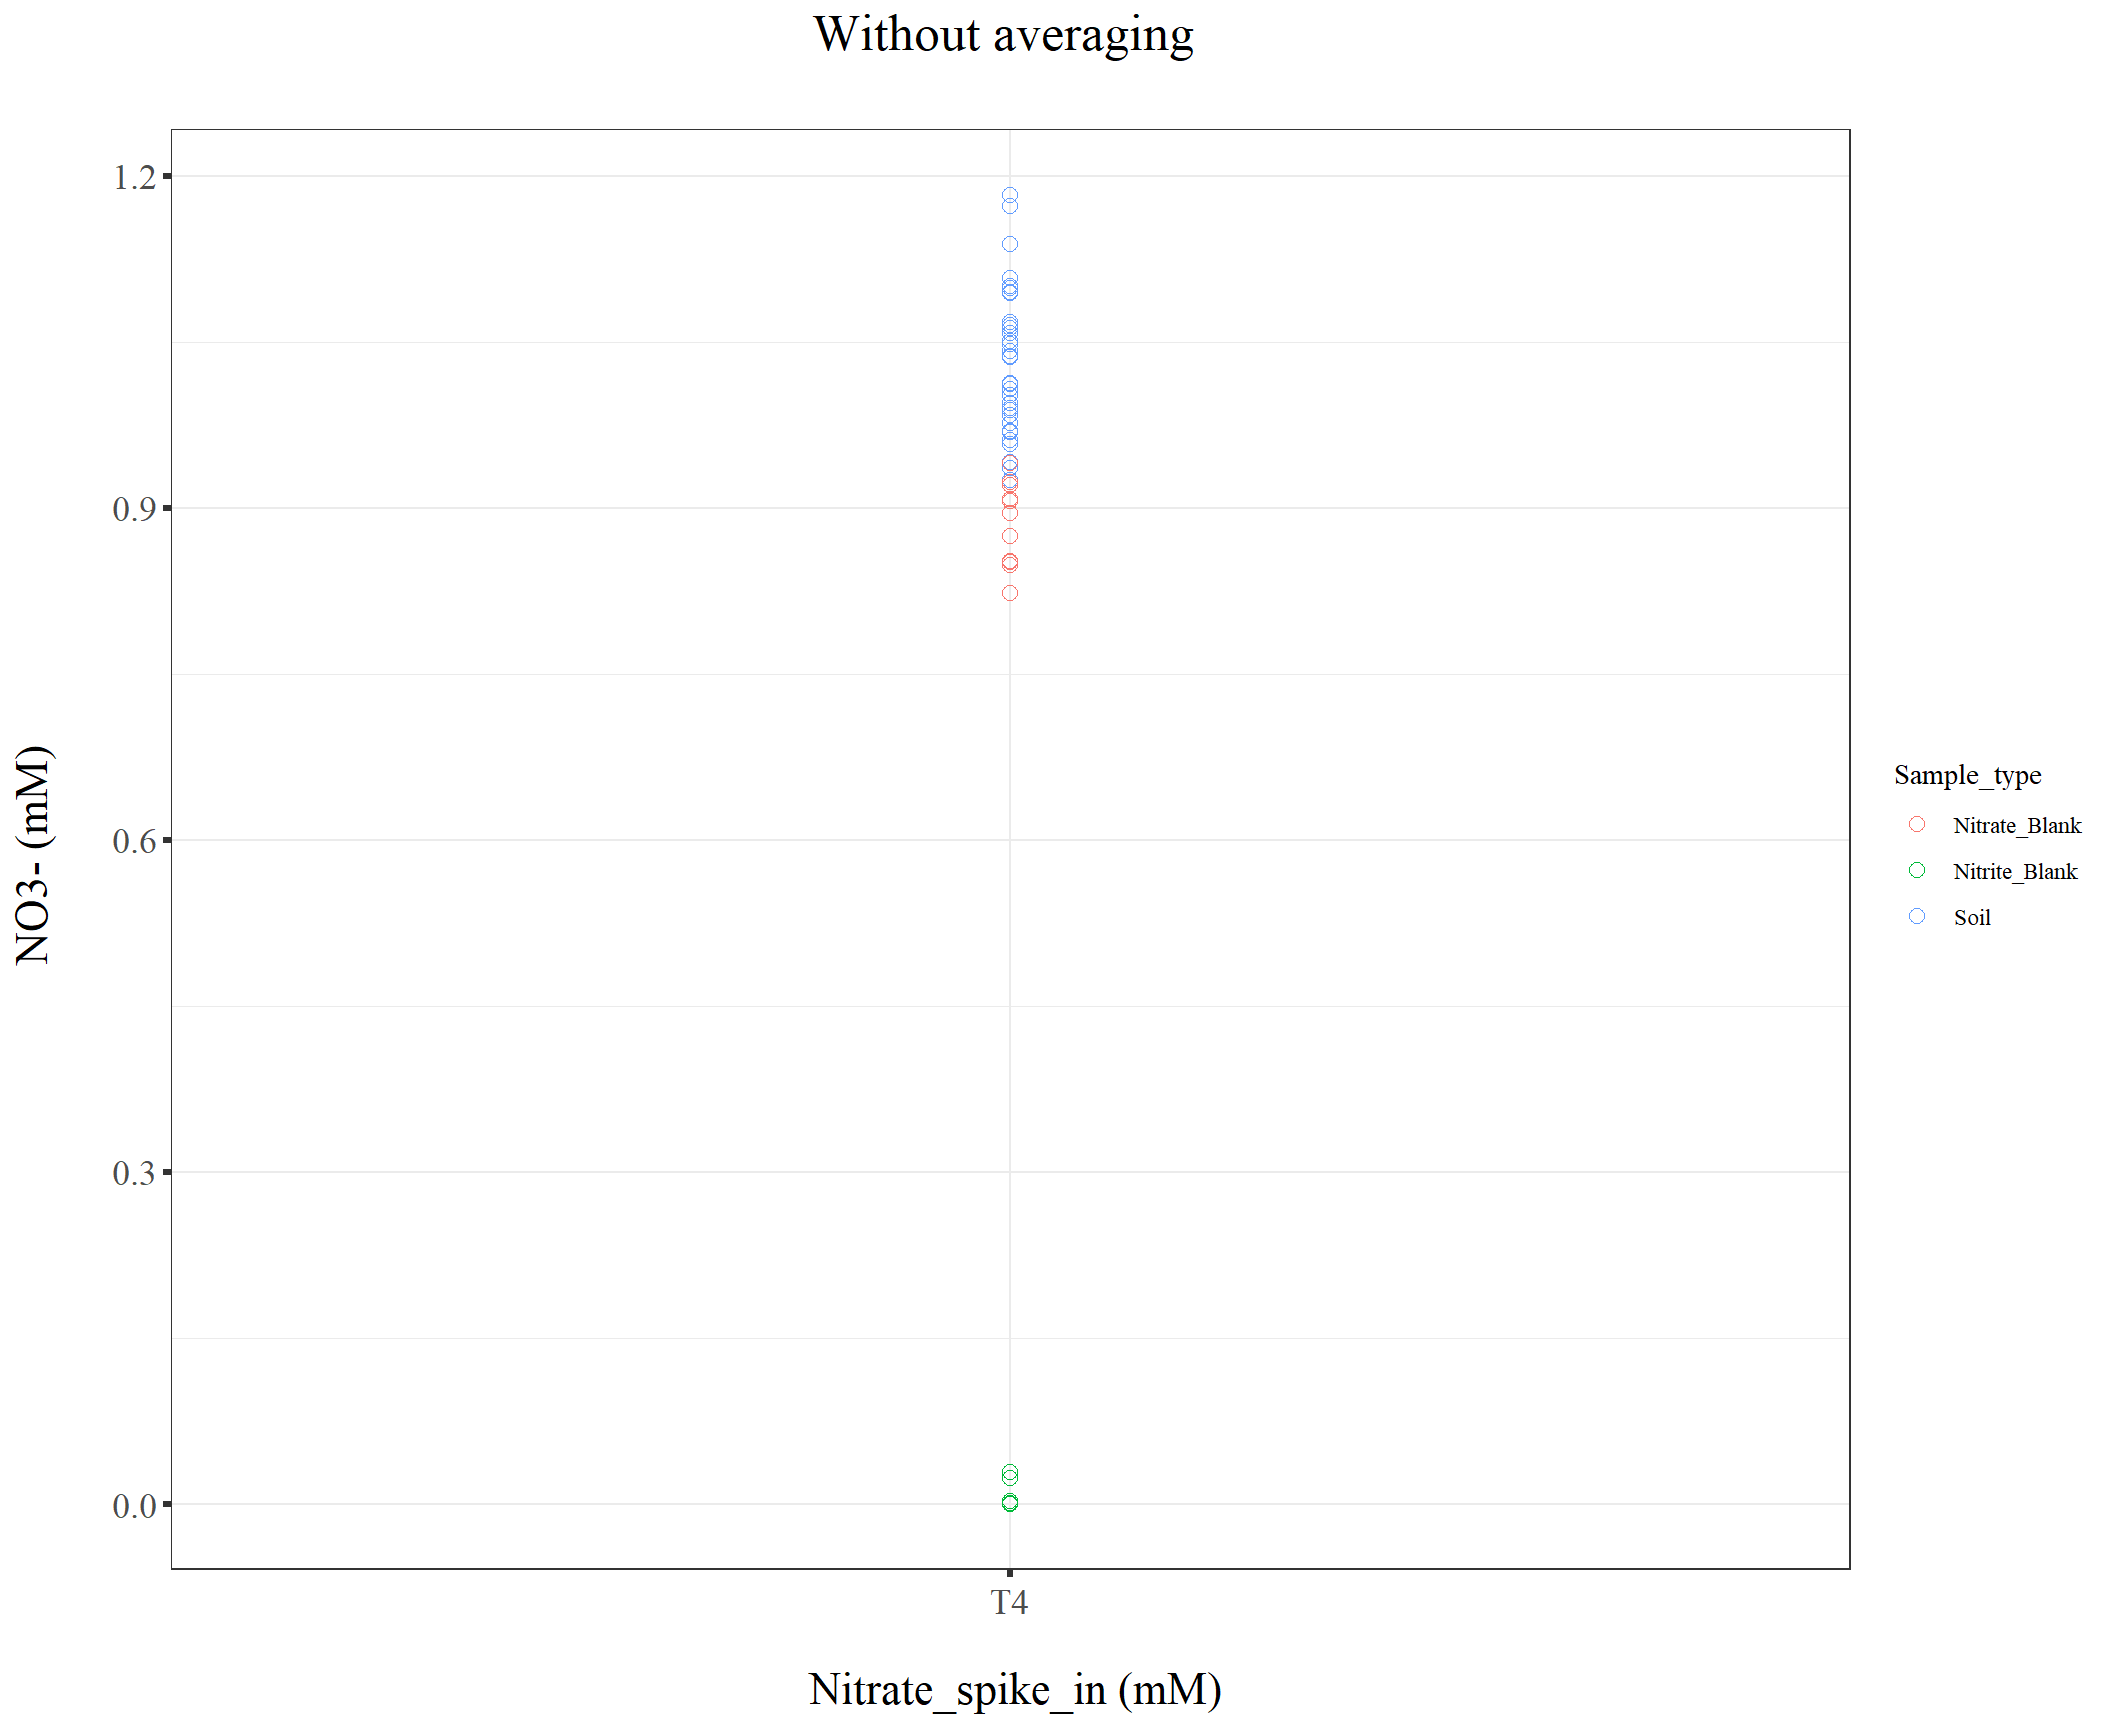 Without averaging
1.2
0.9
0.6
0.3
0.0
NO3- (mM)
T4
Nitrate_spike_in (mM)
Sample_type
Nitrate_Blank
Nitrite_Blank
Soil